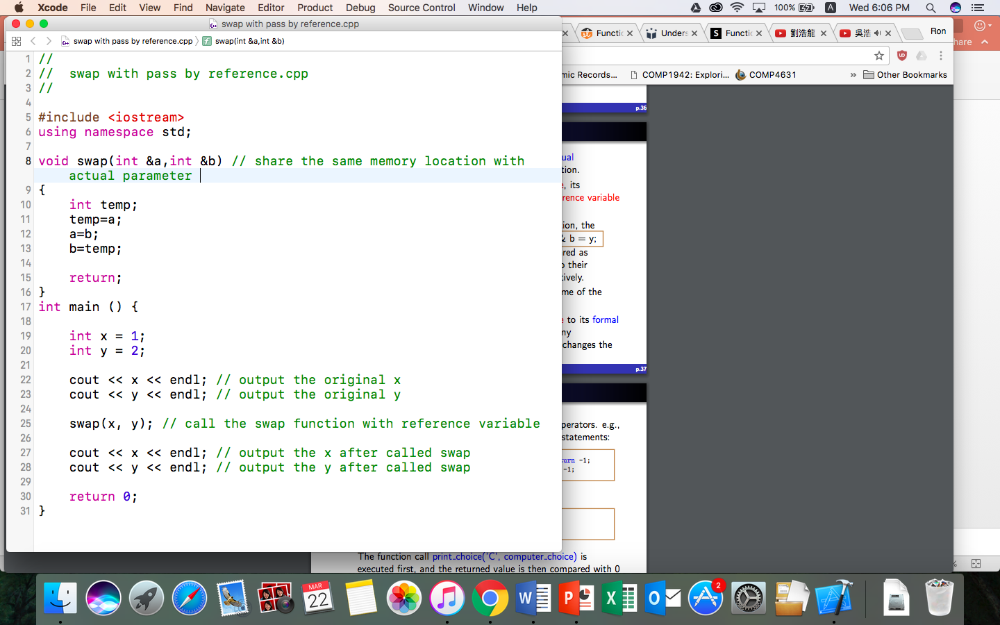 Xcode File Edit View Find Navigate Editor Product Debug Source Control Window Help 100% A Wed 6:06 PM
swap with pass by reference.cpp
swap with pass by reference.cpp swap(int &a,int &b)
1 //
2 // swap with pass by reference.cpp
3 //
4
5 #include <iostream>
6 using namespace std;
7
8 void swap(int &a,int &b) // share the same memory location with
actual parameter
9 {
10 int temp;
11 temp=a;
12 a=b;
13 b=temp;
14
15 return;
16 }
17 int main () {
18
19 int x = 1;
20 int y = 2;
21
22 cout << x << endl; // output the original x
23 cout << y << endl; // output the original y
24
25 swap(x, y); // call the swap function with reference variable
26
27 cout << x << endl; // output the x after called swap
28 cout << y << endl; // output the y after called swap
29
30 return 0;
31 }
Functic Unders Functic 劉浩龍 吳浩 Ron
hare
mic Records... COMP1942: Explori... COMP4631 » Other Bookmarks
p.36
ual
tion.
, its
rence variable
ion, the
& b = y;
red as
their
ively.
me of the
to its formal
ny
changes the
p.37
perators. e.g.,
statements:
urn -1;
-1;
The function call print_choice('C', computer_choice) is
executed first, and the returned value is then compared with 0
MAR
22
W P X O 2